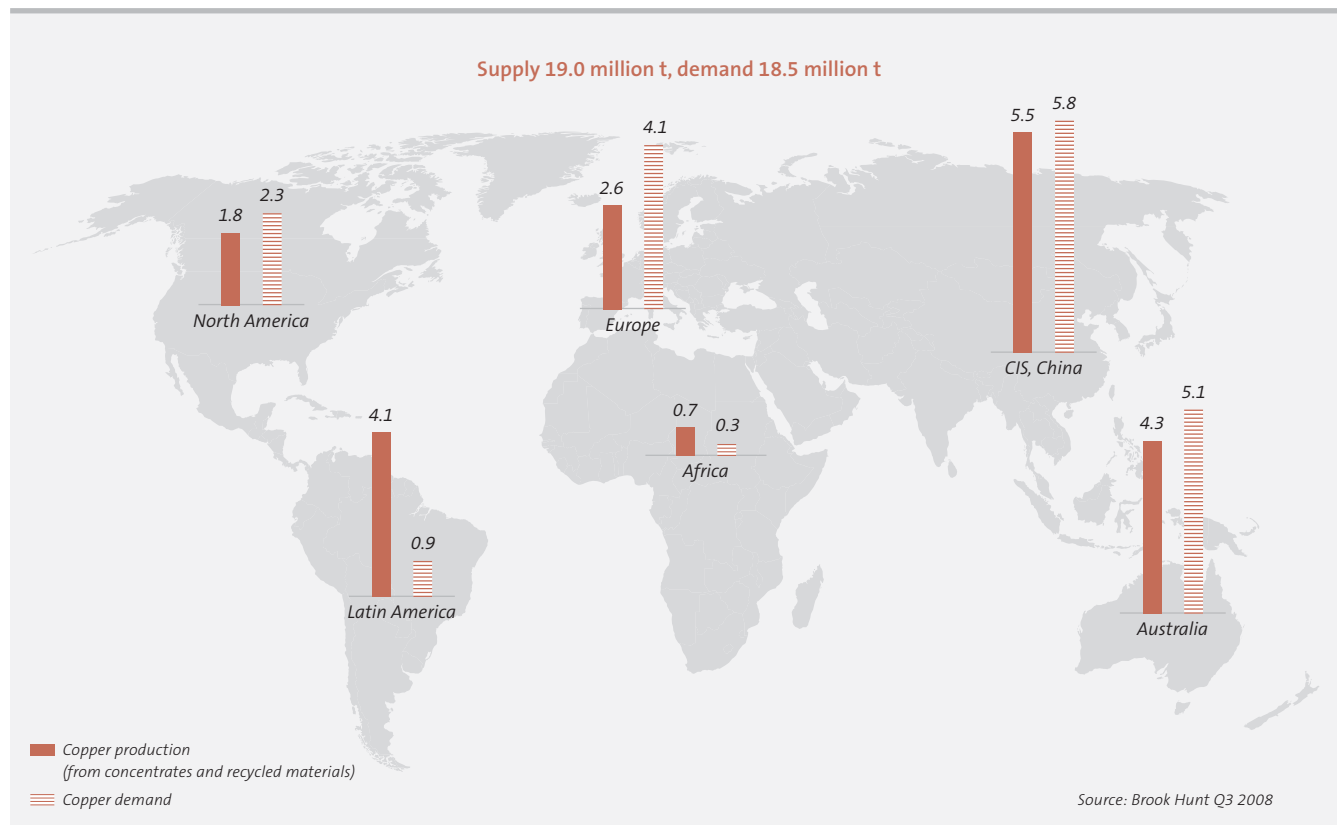 Supply 19.0 million t, demand 18.5 million t
1.8
2.3
North America
2.6
4.1
Europe
5.5
5.8
CIS, China
4.1
0.9
Latin America
0.7
0.3
Africa
4.3
5.1
Australia
Copper production
(from concentrates and recycled materials)
Copper demand
Source: Brook Hunt Q3 2008